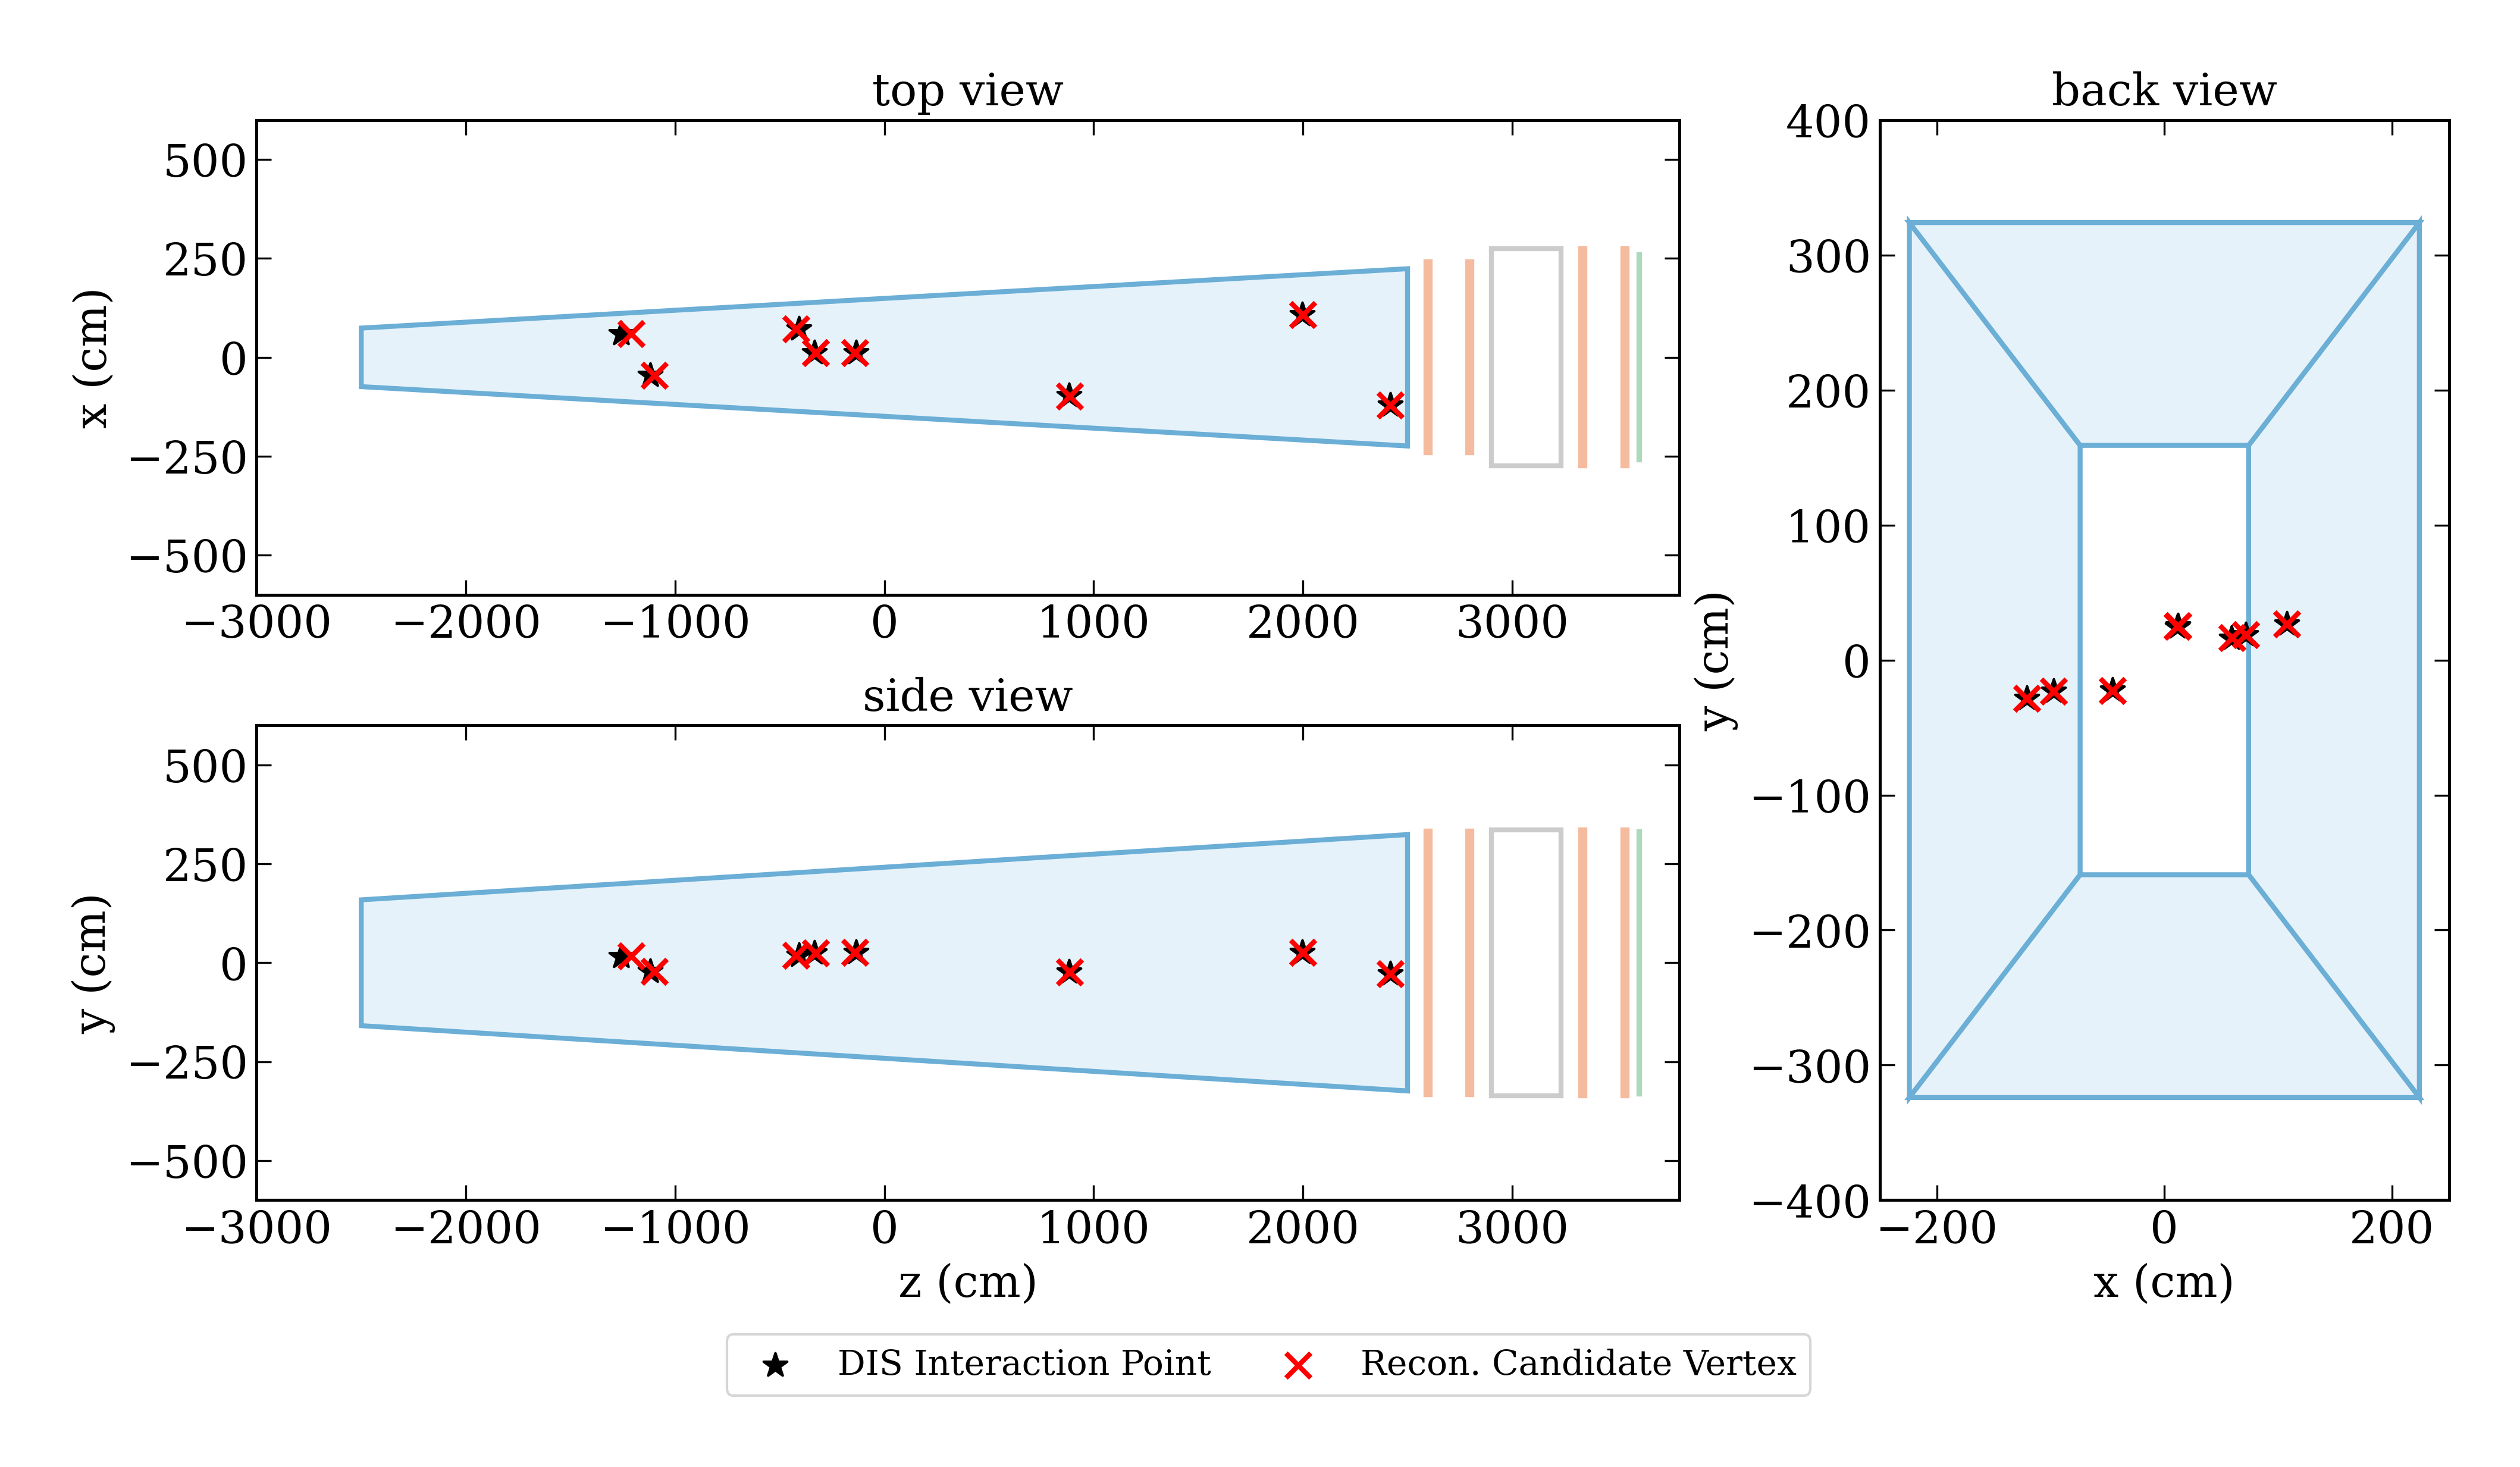 top view
500
250
0
−250
−500
x (cm)
−3000 −2000 −1000 0 1000 2000 3000
side view
500
250
0
−250
−500
y (cm)
−3000 −2000 −1000 0 1000 2000 3000
z (cm)
back view
400
300
200
100
0
−100
−200
−300
−400
y (cm)
−200 0 200
x (cm)
DIS Interaction Point
Recon. Candidate Vertex